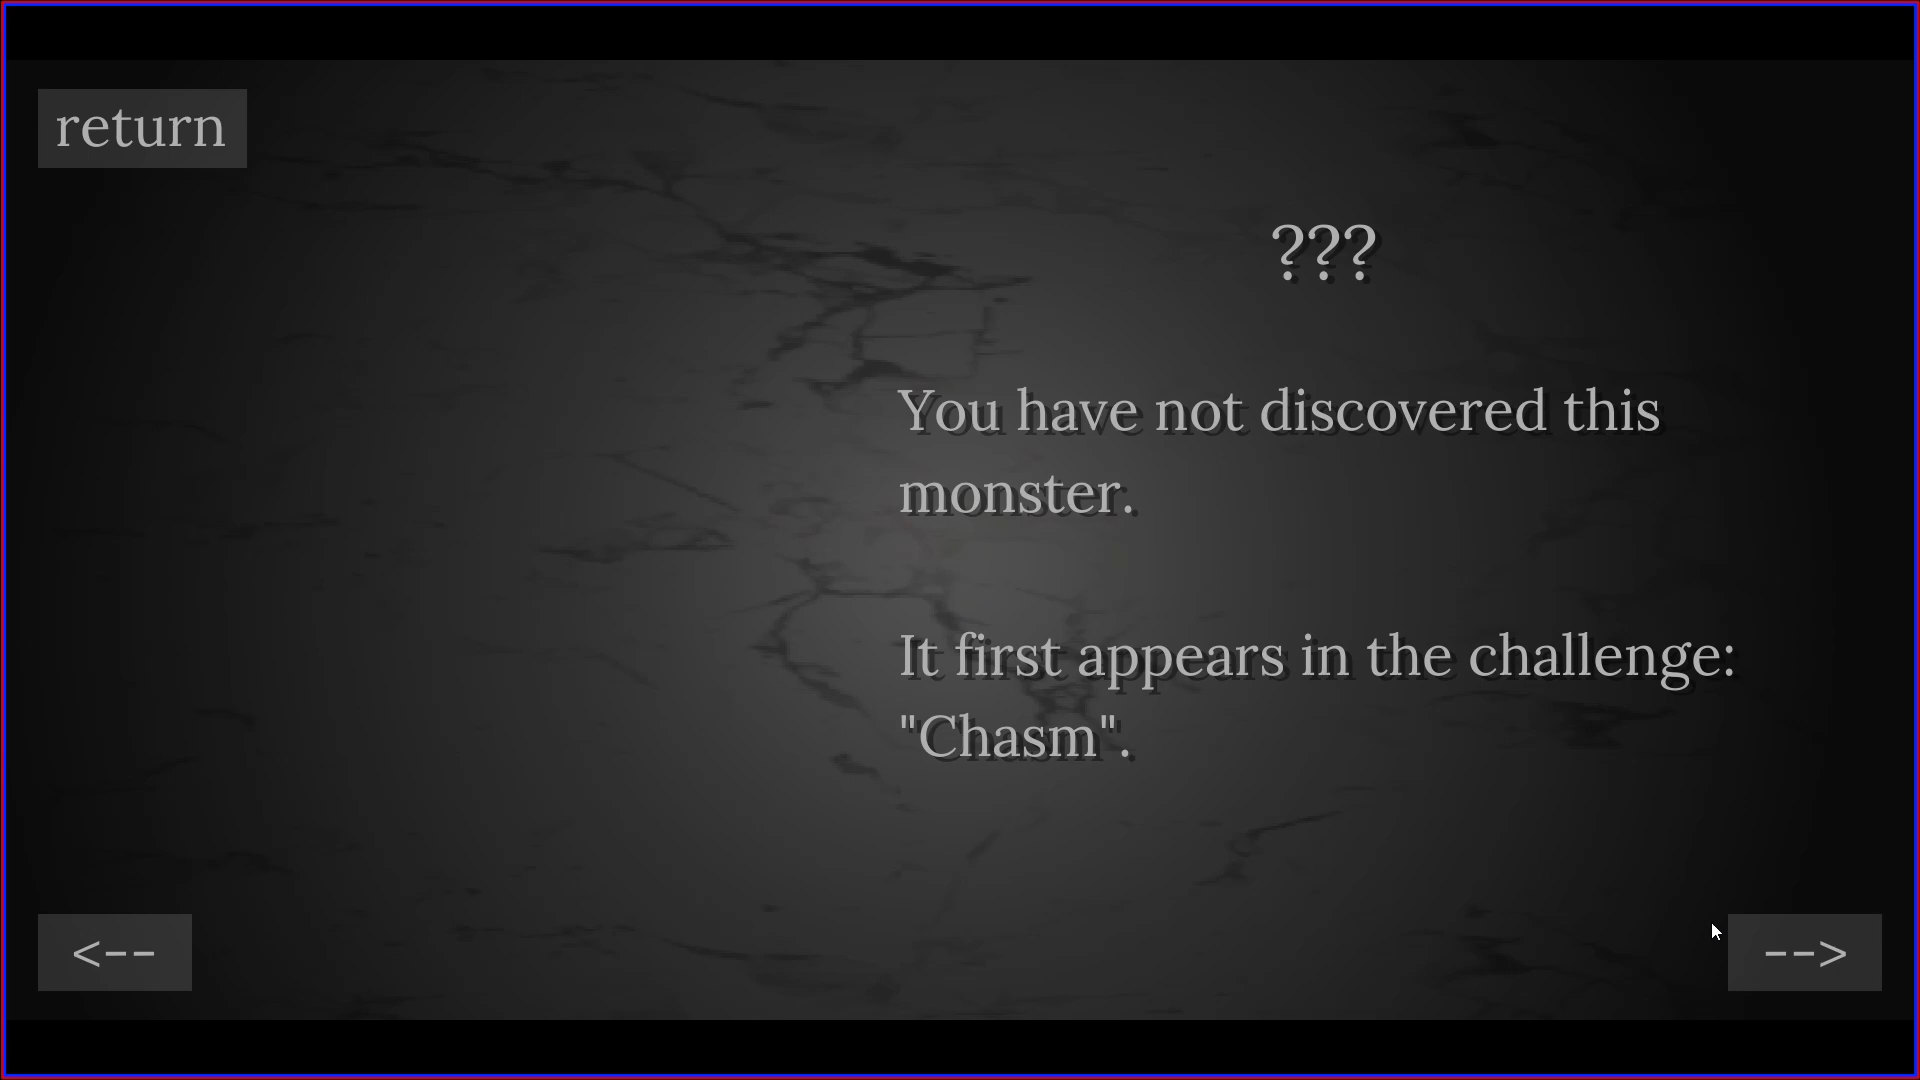 return
???
You have not discovered this
monster.
It first appears in the challenge:
"Chasm".
<--
-->